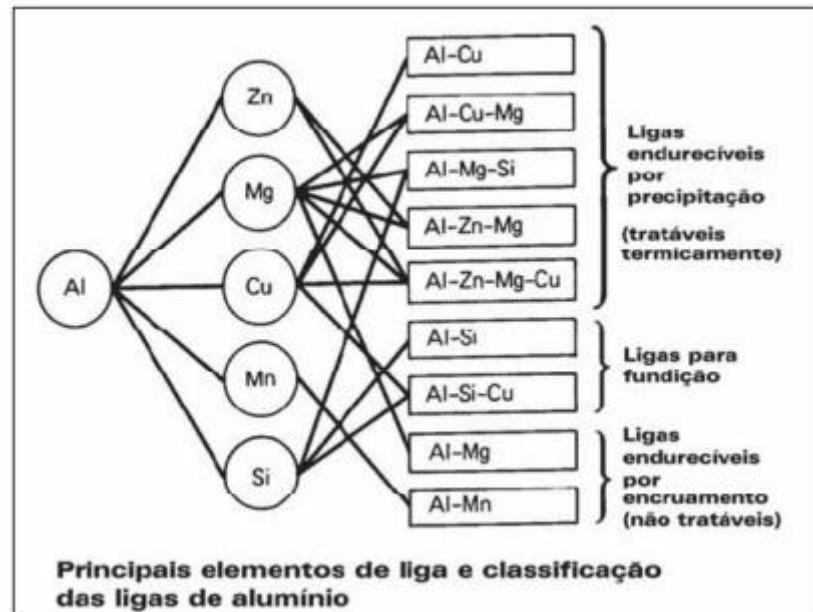 Al
Zn
Mg
Cu
Mn
Si
Al-Cu
Al-Cu-Mg
Al-Mg-Si
Al-Zn-Mg
Al-Zn-Mg-Cu
Al-Si
Al-Si-Cu
Al-Mg
Al-Mn
Ligas
endurecíveis
por
precipitação
(tratáveis
termicamente)
Ligas para
fundição
Ligas
endurecíveis
por
encruamento
(não tratáveis)
Principais elementos de liga e classificação
das ligas de alumínio